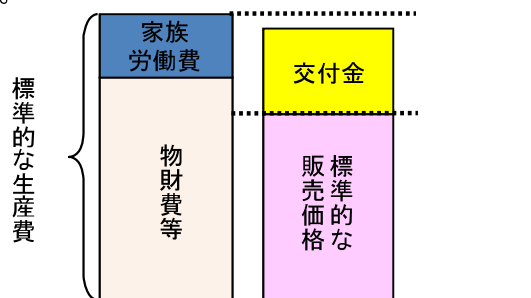 。
標準的な生産費
家族
労働費
物財費等
交付金
標準的な
販売価格